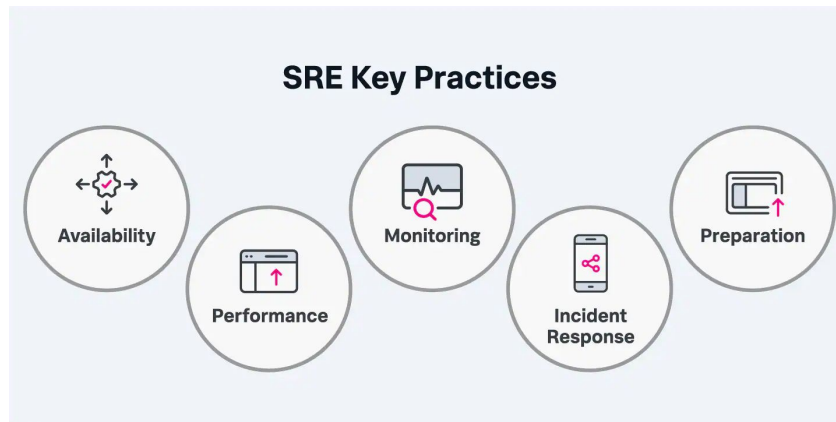 SRE Key Practices
Availability
Performance
Monitoring
Incident
Response
Preparation